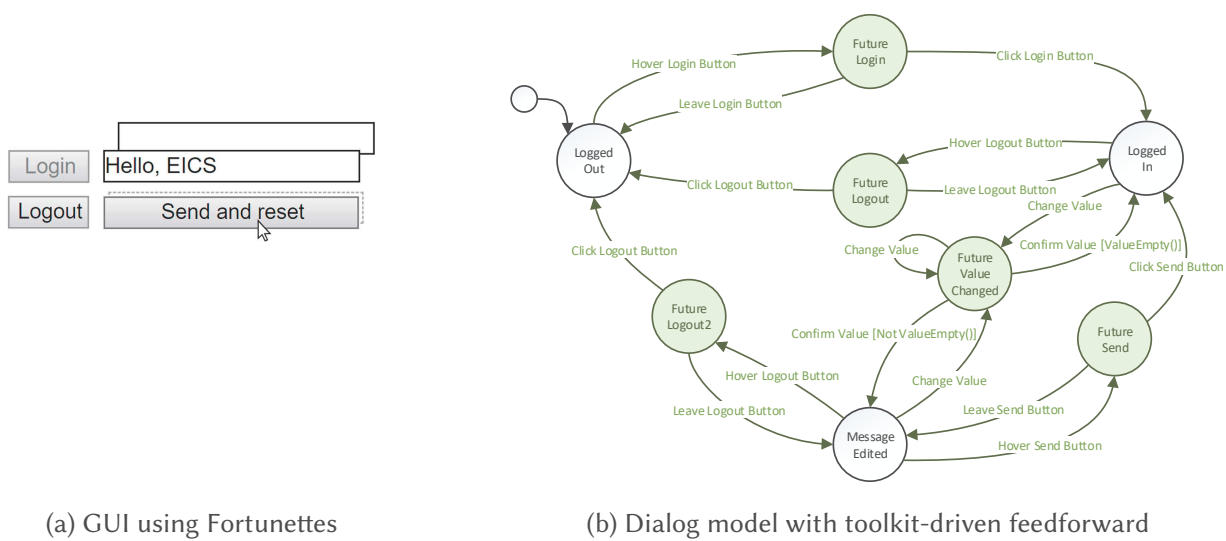 Login
Hello, EICS
Logout
Send and reset
(a) GUI using Fortunettes
Future
Login
Hover Login Button
Click Login Button
Leave Login Button
Logged
Out
Hover Logout Button
Logged
In
Click Logout Button
Future
Logout
Leave Logout Button
Change Value
Change Value
Future
Value
Changed
Confirm Value [ValueEmpty()]
Click Send Button
Click Logout Button
Future
Logout2
Confirm Value [Not ValueEmpty()]
Future
Send
Hover Logout Button
Change Value
Leave Logout Button
Leave Send Button
Message
Edited
Hover Send Button
(b) Dialog model with toolkit-driven feedforward